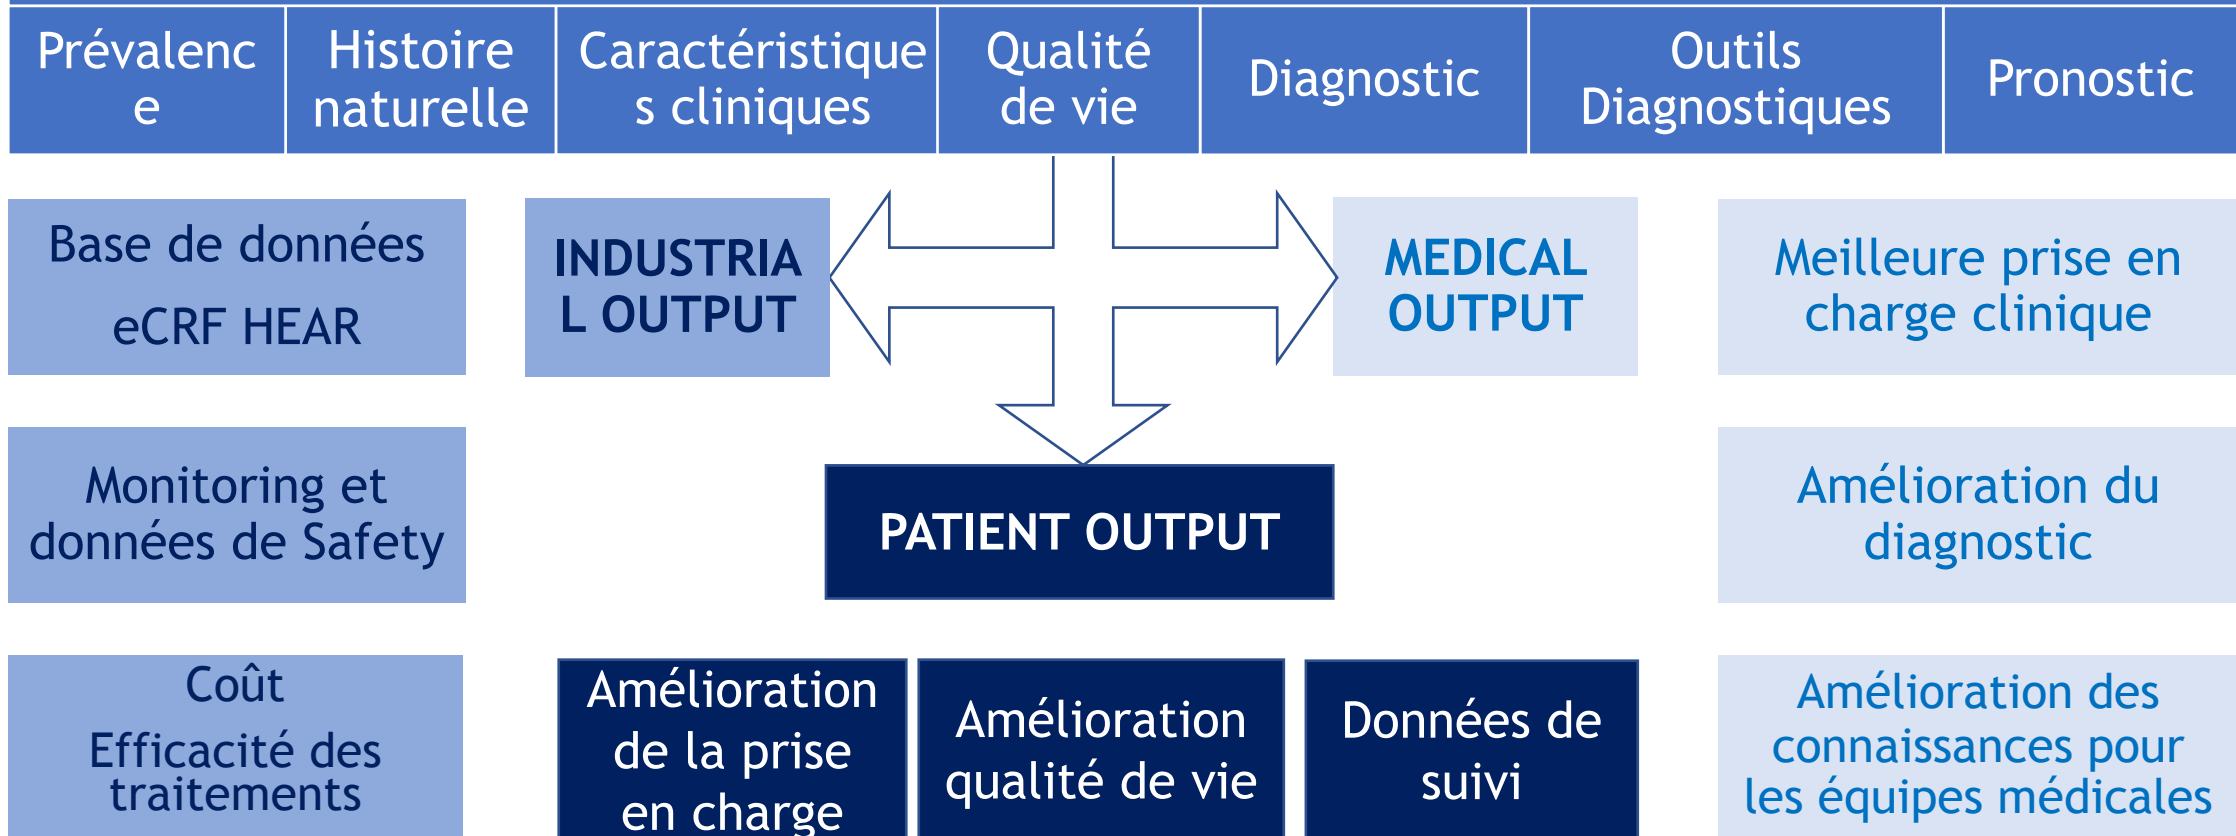 Prévalenc
e
Histoire
naturelle
Caractéristique
s cliniques
Qualité
de vie
Diagnostic
Outils
Diagnostiques
Pronostic
Base de données
eCRF HEAR
INDUSTRIA
L OUTPUT
MEDICAL
OUTPUT
Meilleure prise en
charge clinique
Monitoring et
données de Safety
PATIENT OUTPUT
Amélioration du
diagnostic
Coût
Efficacité des
traitements
Amélioration
de la prise
en charge
Amélioration
qualité de vie
Données de
suivi
Amélioration des
connaissances pour
les équipes médicales